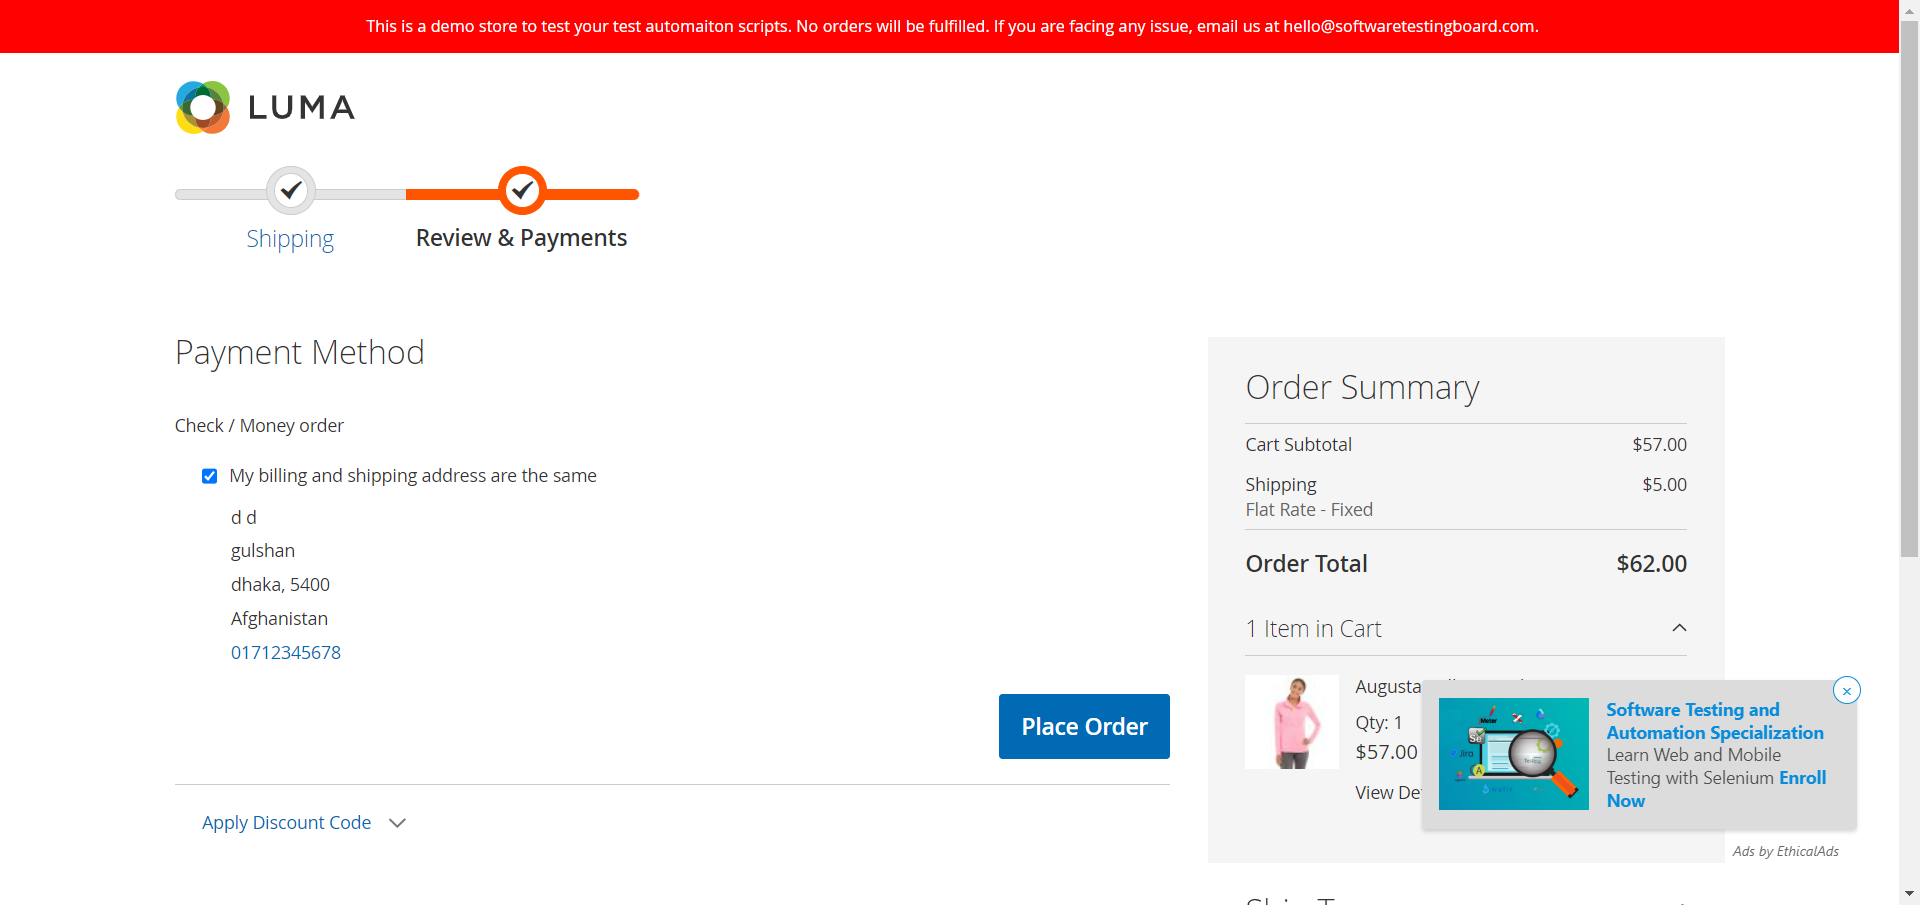 This is a demo store to test your test automaiton scripts. No orders will be fulfilled. If you are facing any issue, email us at hello@softwaretestingboard.com.
LUMA
Shipping
Review & Payments
Payment Method
Check / Money order
My billing and shipping address are the same
d d
gulshan
dhaka, 5400
Afghanistan
01712345678
Place Order
Apply Discount Code
Order Summary
Cart Subtotal $57.00
Shipping $5.00
Flat Rate - Fixed
Order Total $62.00
1 Item in Cart
Augusta
Qty: 1
$57.00
View
Software Testing and
Automation Specialization
Learn Web and Mobile
Testing with Selenium Enroll
Now
Ads by EthicalAds